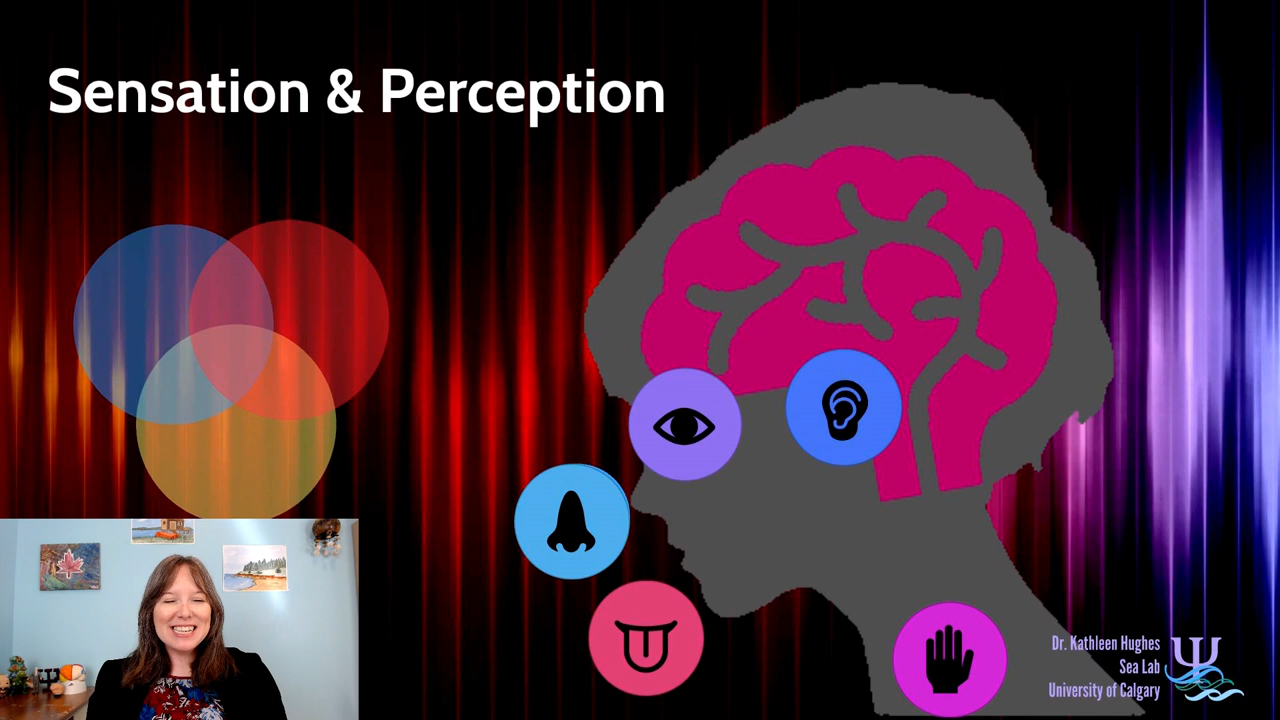 Sensation & Perception
Dr. Kathleen Hughes
Sea Lab
University of Calgary